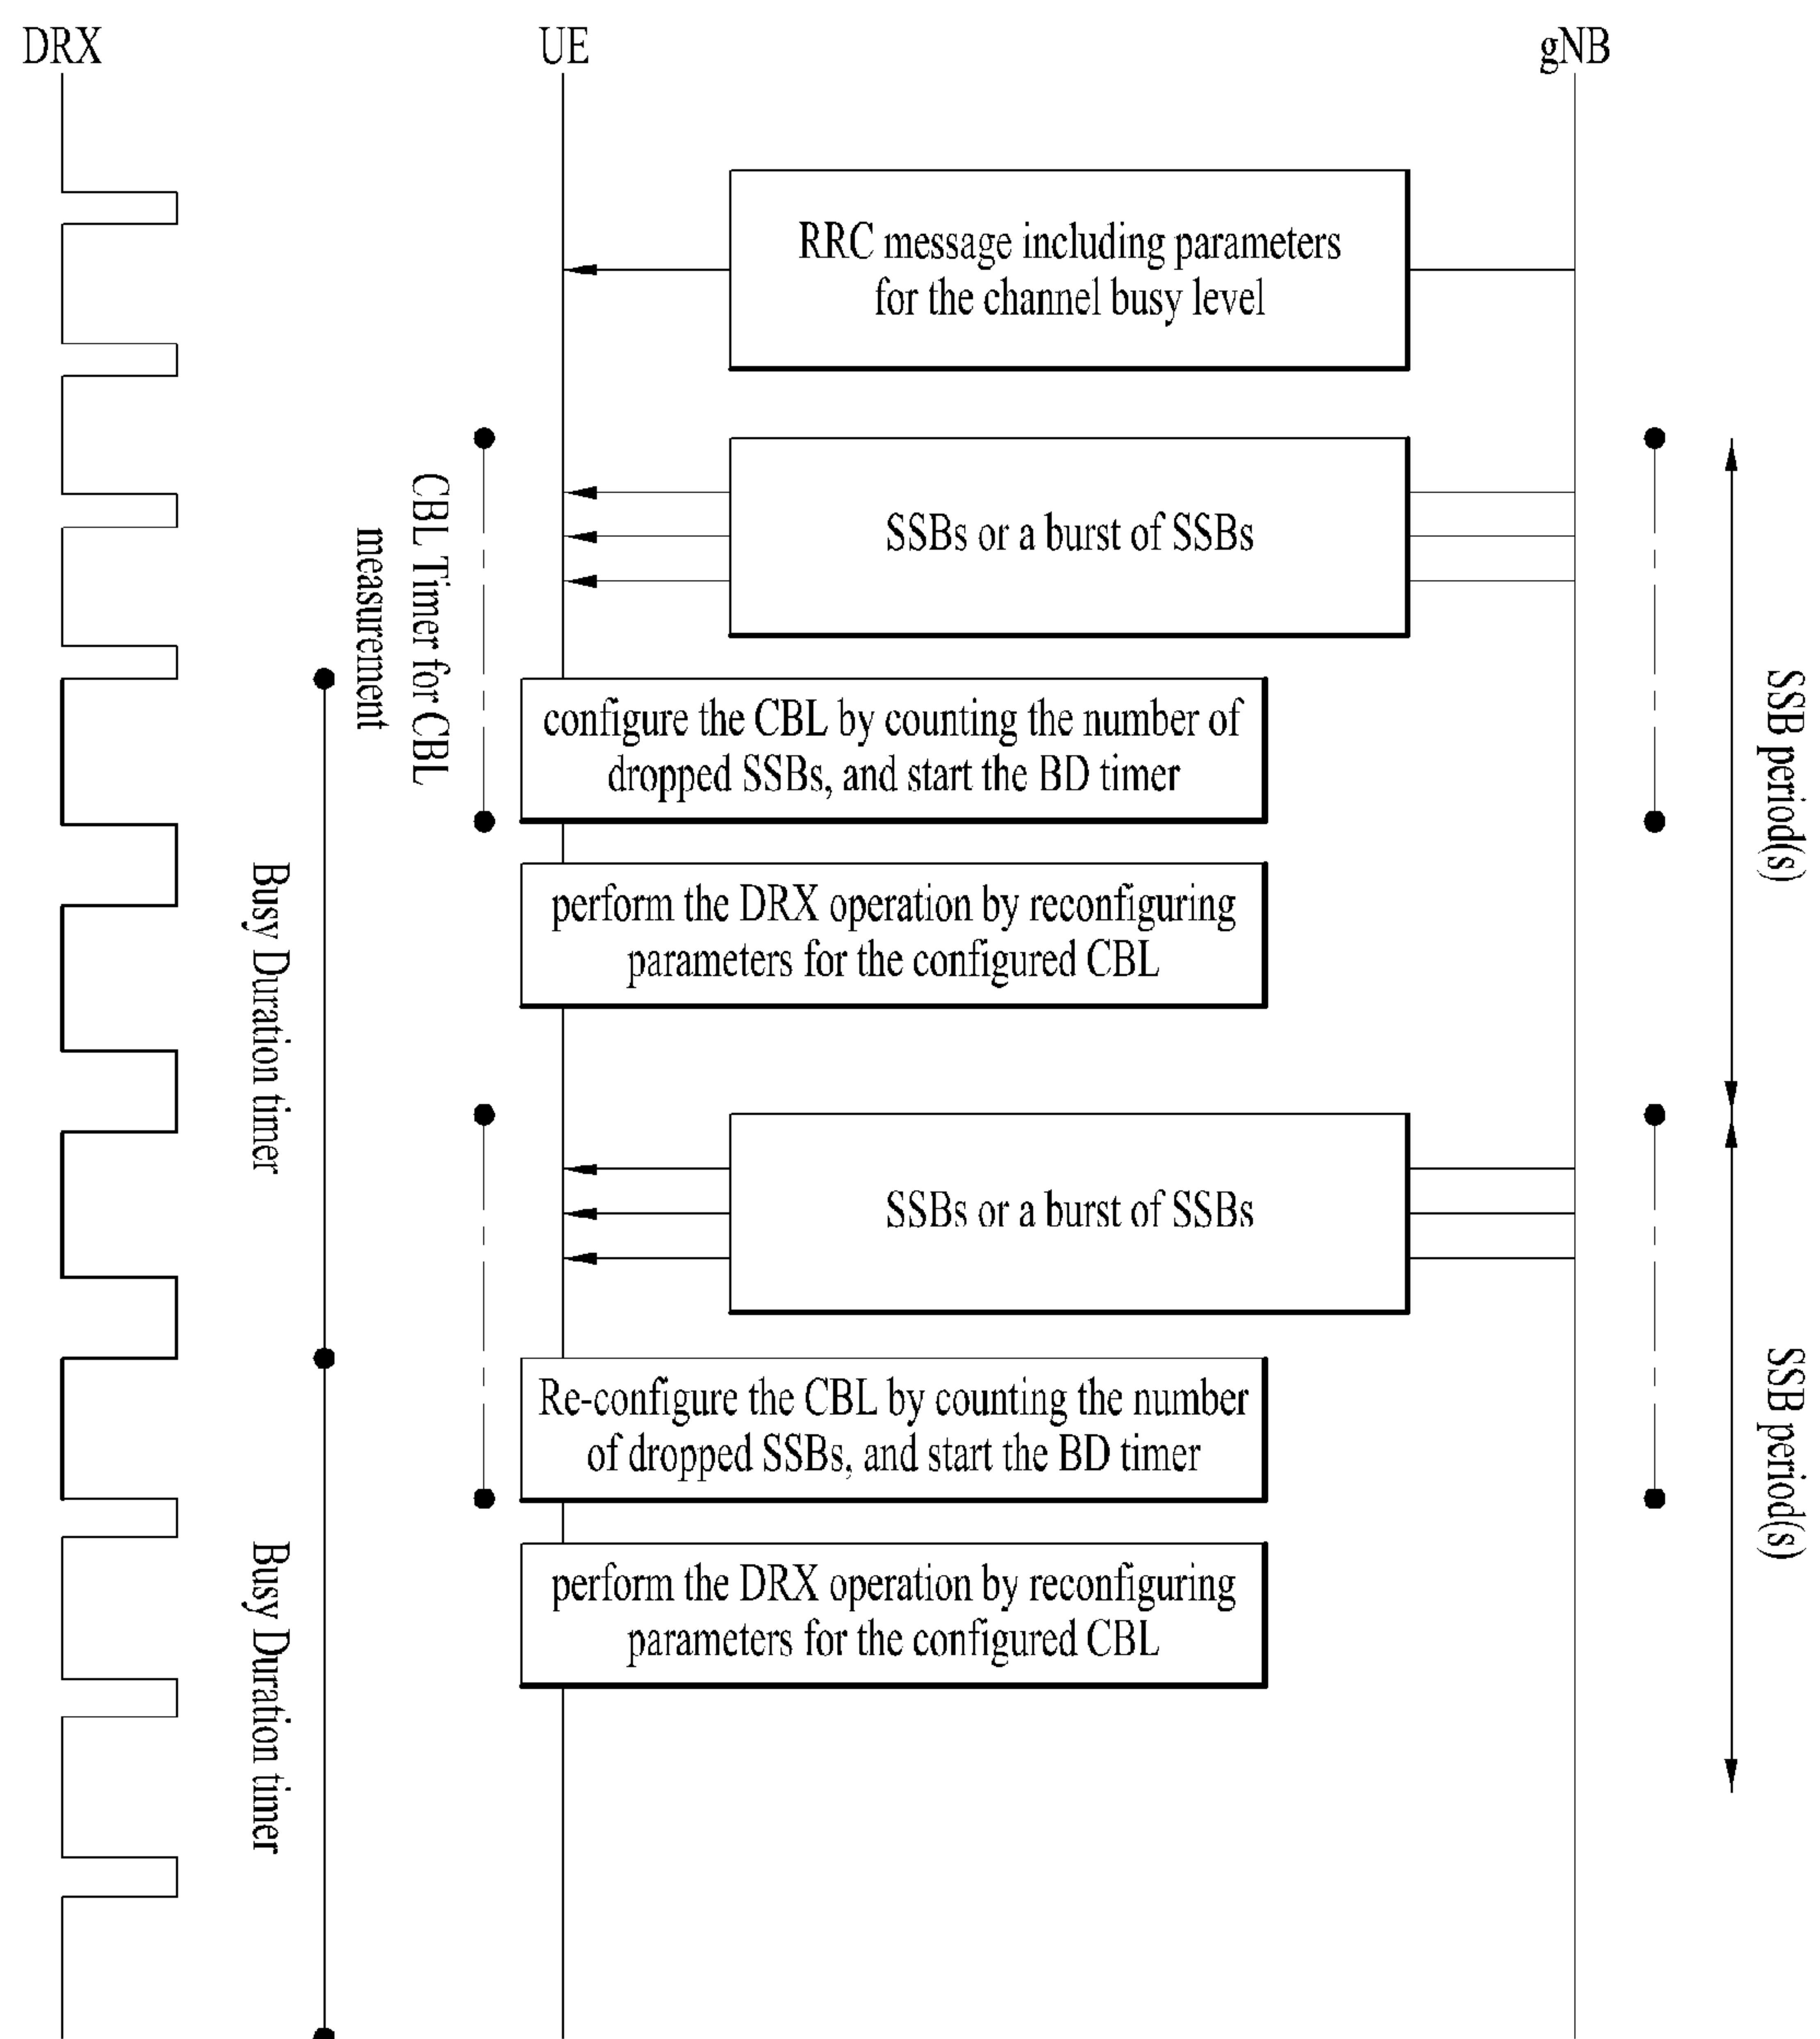 DRX
UE
gNB
RRC message including parameters
for the channel busy level
SSBs or a burst of SSBs
CBL Timer for CBL
measurement
SSB period(s)
configure the CBL by counting the number of
dropped SSBs, and start the BD timer
perform the DRX operation by reconfiguring
parameters for the configured CBL
Busy Duration timer
SSBs or a burst of SSBs
Re-configure the CBL by counting the number
of dropped SSBs, and start the BD timer
SSB period(s)
perform the DRX operation by reconfiguring
parameters for the configured CBL
Busy Duration timer